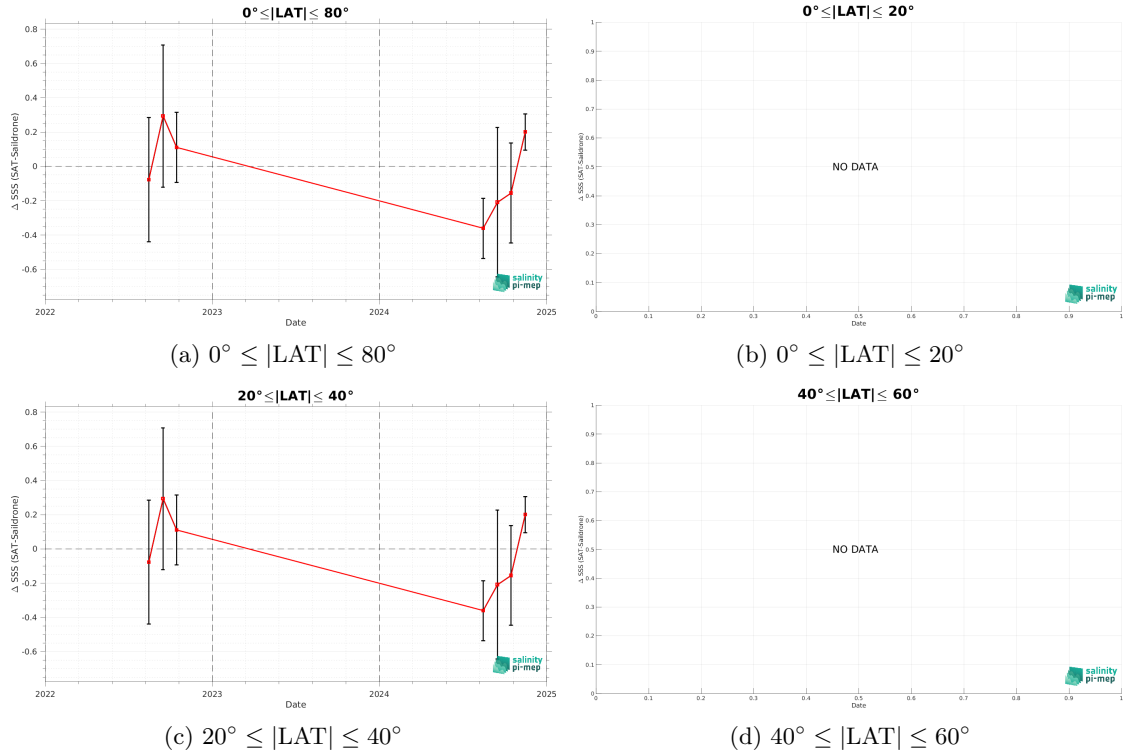 0°≤|LAT|≤ 80°
Δ SSS (SAT-Saildrone)
0.8
0.6
0.4
0.2
0
-0.2
-0.4
-0.6
2022
2023
2024
2025
Date
salinity
pi-mep
(a) 0° ≤ |LAT| ≤ 80°
0°≤|LAT|≤ 20°
Δ SSS (SAT-Saildrone)
1
0.9
0.8
0.7
0.6
0.5
0.4
0.3
0.2
0.1
0
NO DATA
0
0.1
0.2
0.3
0.4
0.5
0.6
0.7
0.8
0.9
1
Date
salinity
pi-mep
(b) 0° ≤ |LAT| ≤ 20°
20°≤|LAT|≤ 40°
Δ SSS (SAT-Saildrone)
0.8
0.6
0.4
0.2
0
-0.2
-0.4
-0.6
2022
2023
2024
2025
Date
salinity
pi-mep
(c) 20° ≤ |LAT| ≤ 40°
40°≤|LAT|≤ 60°
Δ SSS (SAT-Saildrone)
1
0.9
0.8
0.7
0.6
0.5
0.4
0.3
0.2
0.1
0
NO DATA
0
0.1
0.2
0.3
0.4
0.5
0.6
0.7
0.8
0.9
1
Date
salinity
pi-mep
(d) 40° ≤ |LAT| ≤ 60°